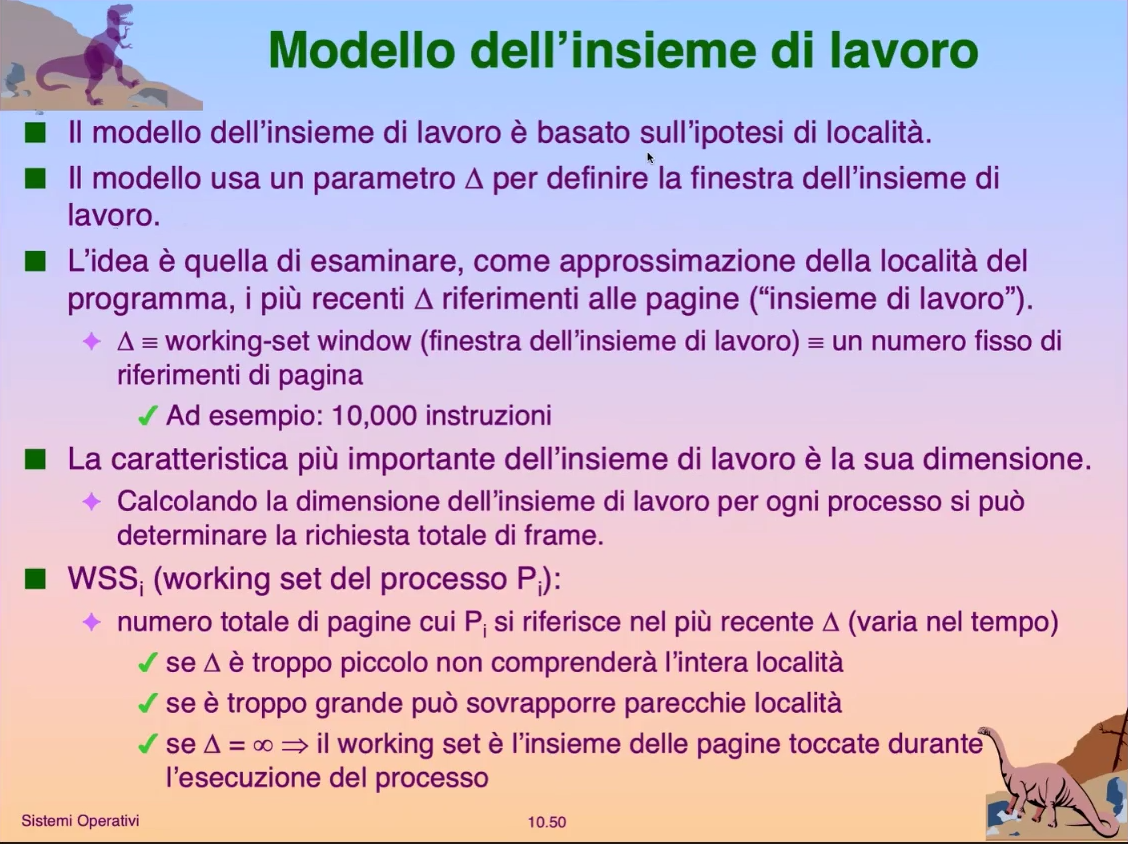 Modello dell’insieme di lavoro
Il modello dell’insieme di lavoro è basato sull’ipotesi di località.
Il modello usa un parametro Δ per definire la finestra dell’insieme di
lavoro.
L’idea è quella di esaminare, come approssimazione della località del
programma, i più recenti Δ riferimenti alle pagine (“insieme di lavoro”).
Δ ≡ working-set window (finestra dell’insieme di lavoro) ≡ un numero fisso di
riferimenti di pagina
Ad esempio: 10,000 instruzioni
La caratteristica più importante dell’insieme di lavoro è la sua dimensione.
Calcolando la dimensione dell’insieme di lavoro per ogni processo si può
determinare la richiesta totale di frame.
WSSi (working set del processo Pi):
numero totale di pagine cui Pi si riferisce nel più recente Δ (varia nel tempo)
se Δ è troppo piccolo non comprenderà l’intera località
se è troppo grande può sovrapporre parecchie località
se Δ = ∞ ⇒ il working set è l’insieme delle pagine toccate durante
l’esecuzione del processo
Sistemi Operativi
10.50